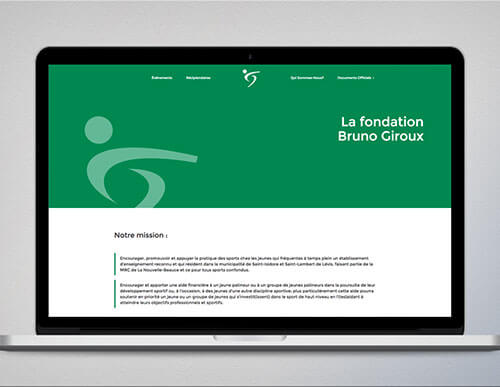 Évènements Récipiendaires Qui Sommes-Nous? Documents Officiels
La fondation
Bruno Giroux
Notre mission :
Encourager, promouvoir et appuyer la pratique des sports chez les jeunes qui fréquentes à temps plein un établissement
d'enseignement reconnu et qui résident dans la municipalité de Saint-Isidore et Saint-Lambert de Lévis, faisant partie de la
MRC de La Nouvelle-Beauce et ce pour tous sports confondus.
Encourager et apporter une aide financière à un jeune patineur ou à un groupe de jeunes patineurs dans la poursuite de leur
développement sportif ou, à l'occasion, à des jeunes d'une autre discipline sportive; plus particulièrement cette aide pourra
soutenir en priorité un jeune ou un groupe de jeunes qui s'investi(ssent) dans le sport de haut niveau en l'(les)aidant à
atteindre leurs objectifs professionnels et sportifs.